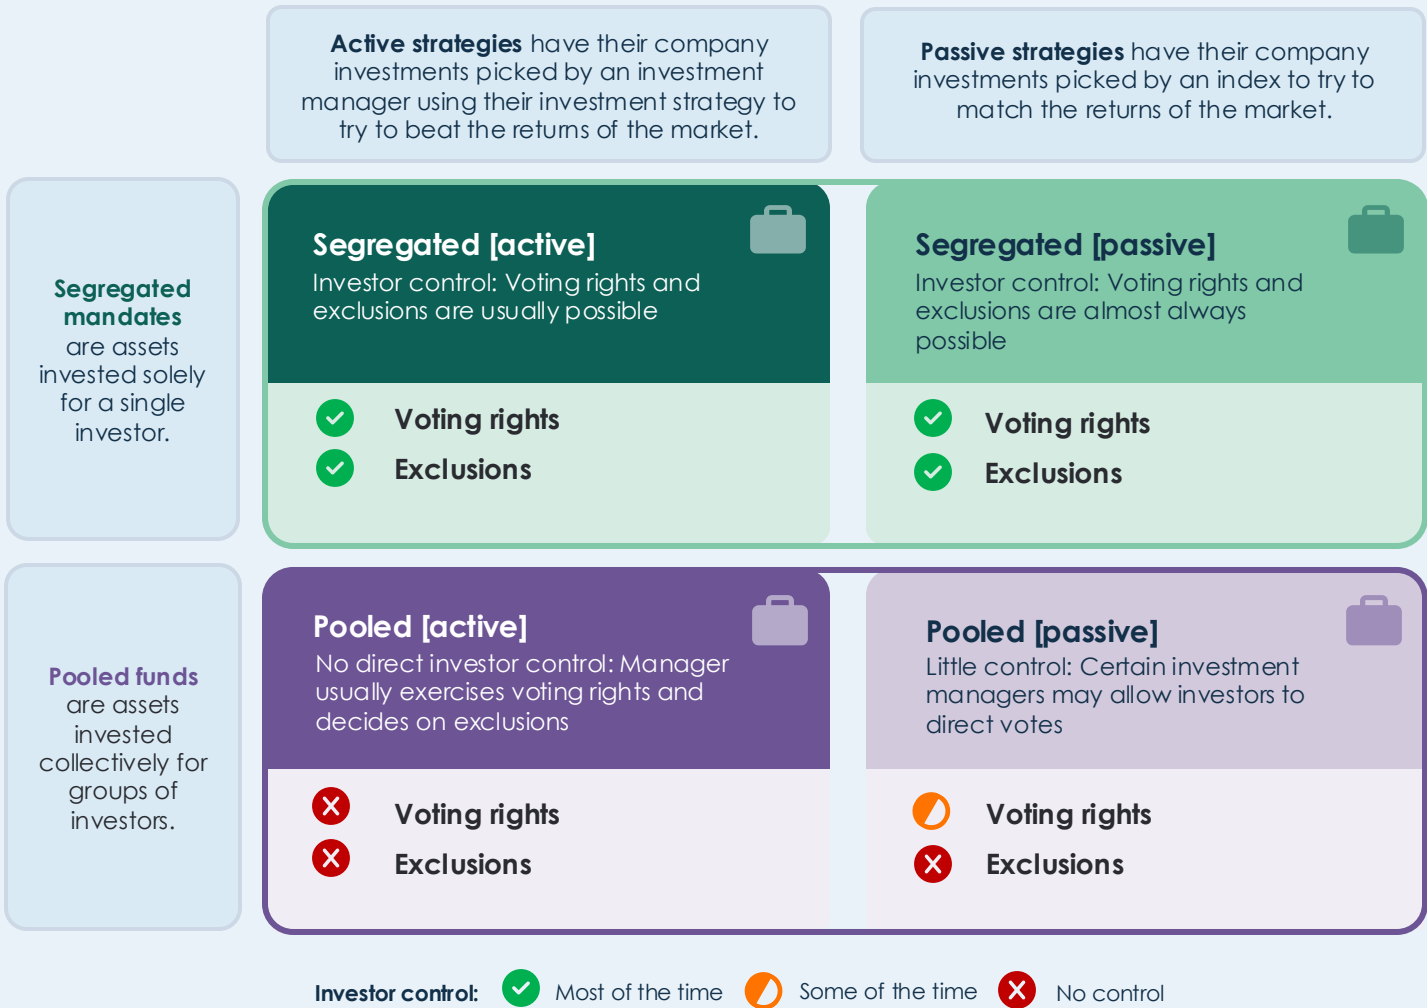 Active strategies have their company
investments picked by an investment
manager using their investment strategy to
try to beat the returns of the market.
Passive strategies have their company
investments picked by an index to try to
match the returns of the market.
Segregated
mandates
are assets
invested solely
for a single
investor.
Segregated [active]
Investor control: Voting rights and
exclusions are usually possible
Voting rights
Exclusions
Segregated [passive]
Investor control: Voting rights and
exclusions are almost always
possible
Voting rights
Exclusions
Pooled funds
are assets
invested
collectively for
groups of
investors.
Pooled [active]
No direct investor control: Manager
usually exercises voting rights and
decides on exclusions
Voting rights
Exclusions
Pooled [passive]
Little control: Certain investment
managers may allow investors to
direct votes
Voting rights
Exclusions
Investor control: Most of the time Some of the time No control